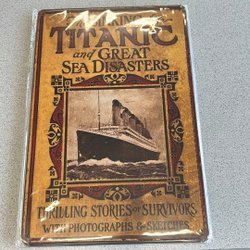 TITANIC
and GREAT
SEA DISASTERS
THRILLING STORIES OF SURVIVORS
WITH PHOTOGRAPHS & SKETCHES